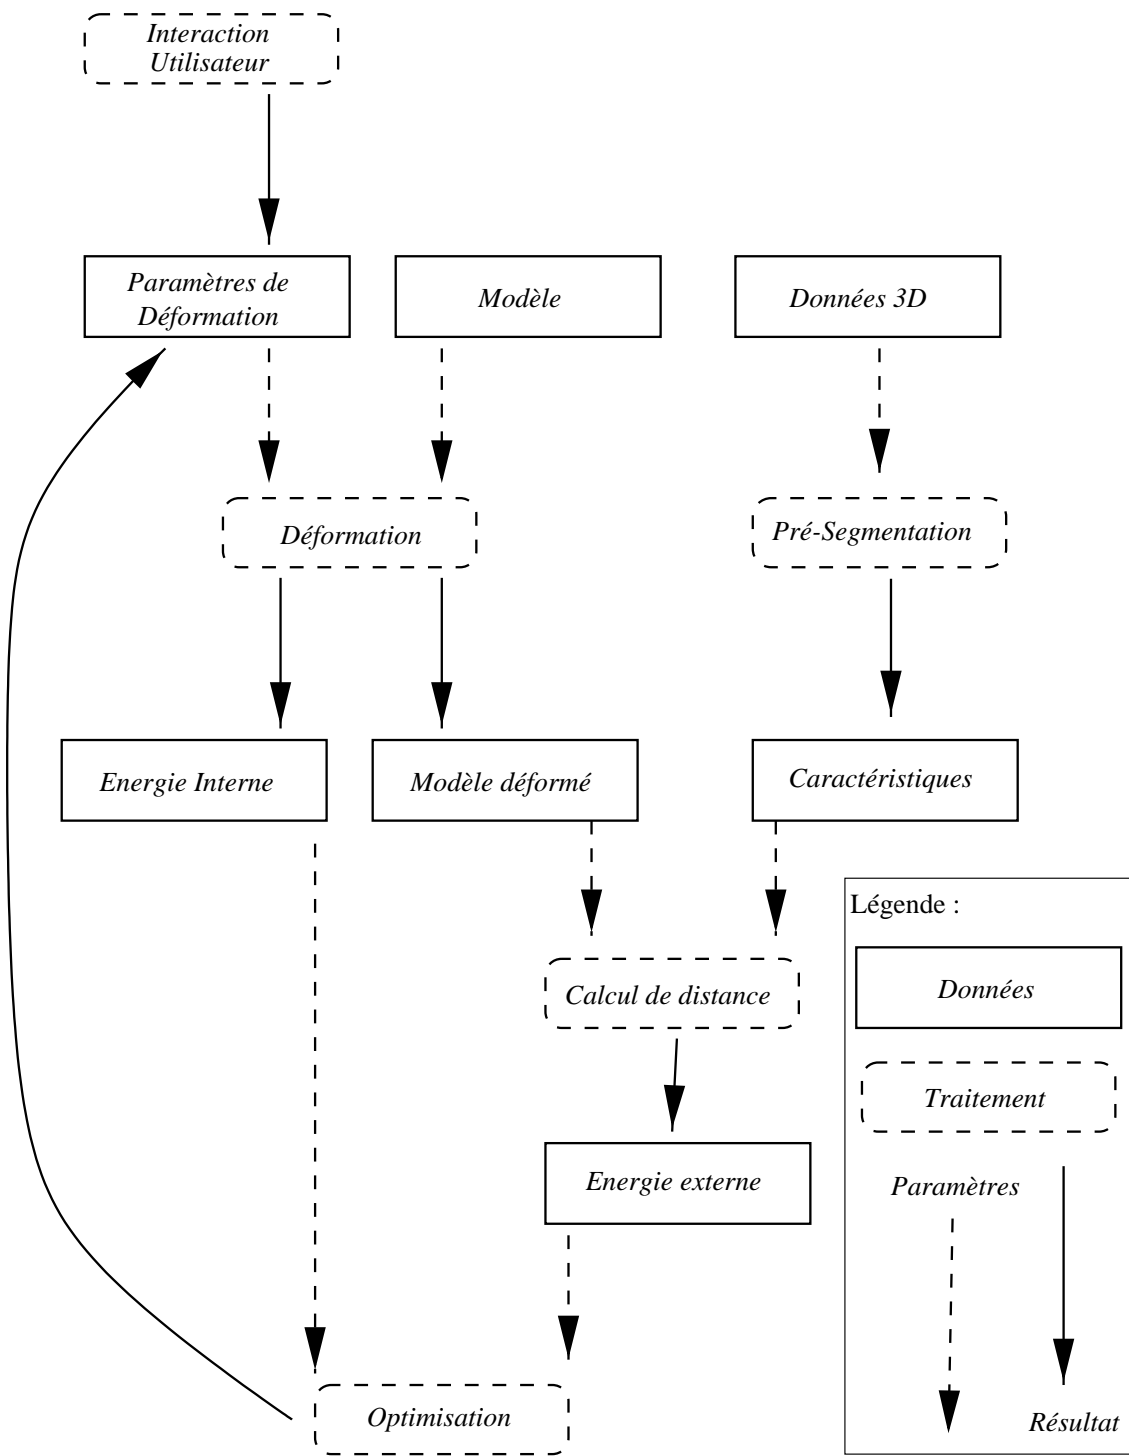 Interaction
Utilisateur
Paramètres de
Déformation
Modèle
Données 3D
Déformation
Pré-Segmentation
Energie Interne
Modèle déformé
Caractéristiques
Calcul de distance
Energie externe
Optimisation
Légende :
Données
Traitement
Paramètres
Résultat